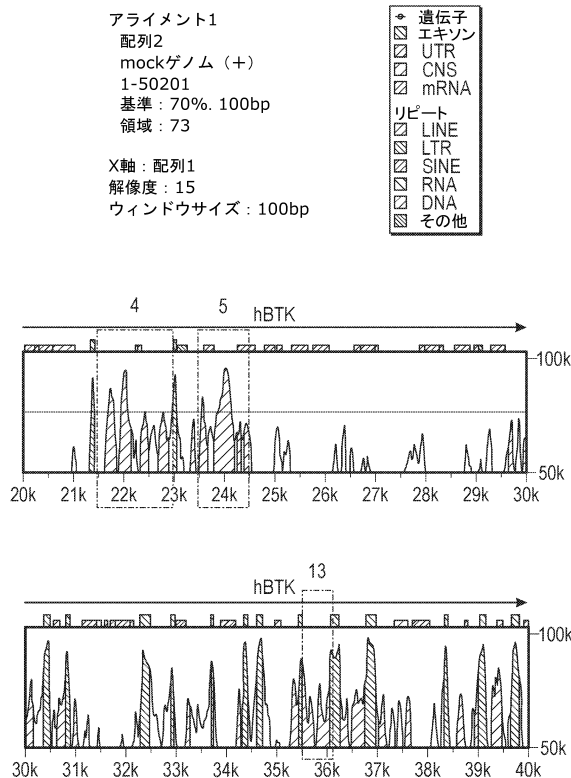 アライメント1
配列2
mockゲノム（+）
1-50201
基準：70%. 100bp
領域：73
X軸：配列1
解像度：15
ウィンドウサイズ：100bp
遺伝子
エキソン
UTR
CNS
mRNA
リピート
LINE
LTR
SINE
RNA
DNA
その他
4 5
hBTK
100k
50k
20k 21k 22k 23k 24k 25k 26k 27k 28k 29k 30k
13
hBTK
100k
50k
30k 31k 32k 33k 34k 35k 36k 37k 38k 39k 40k